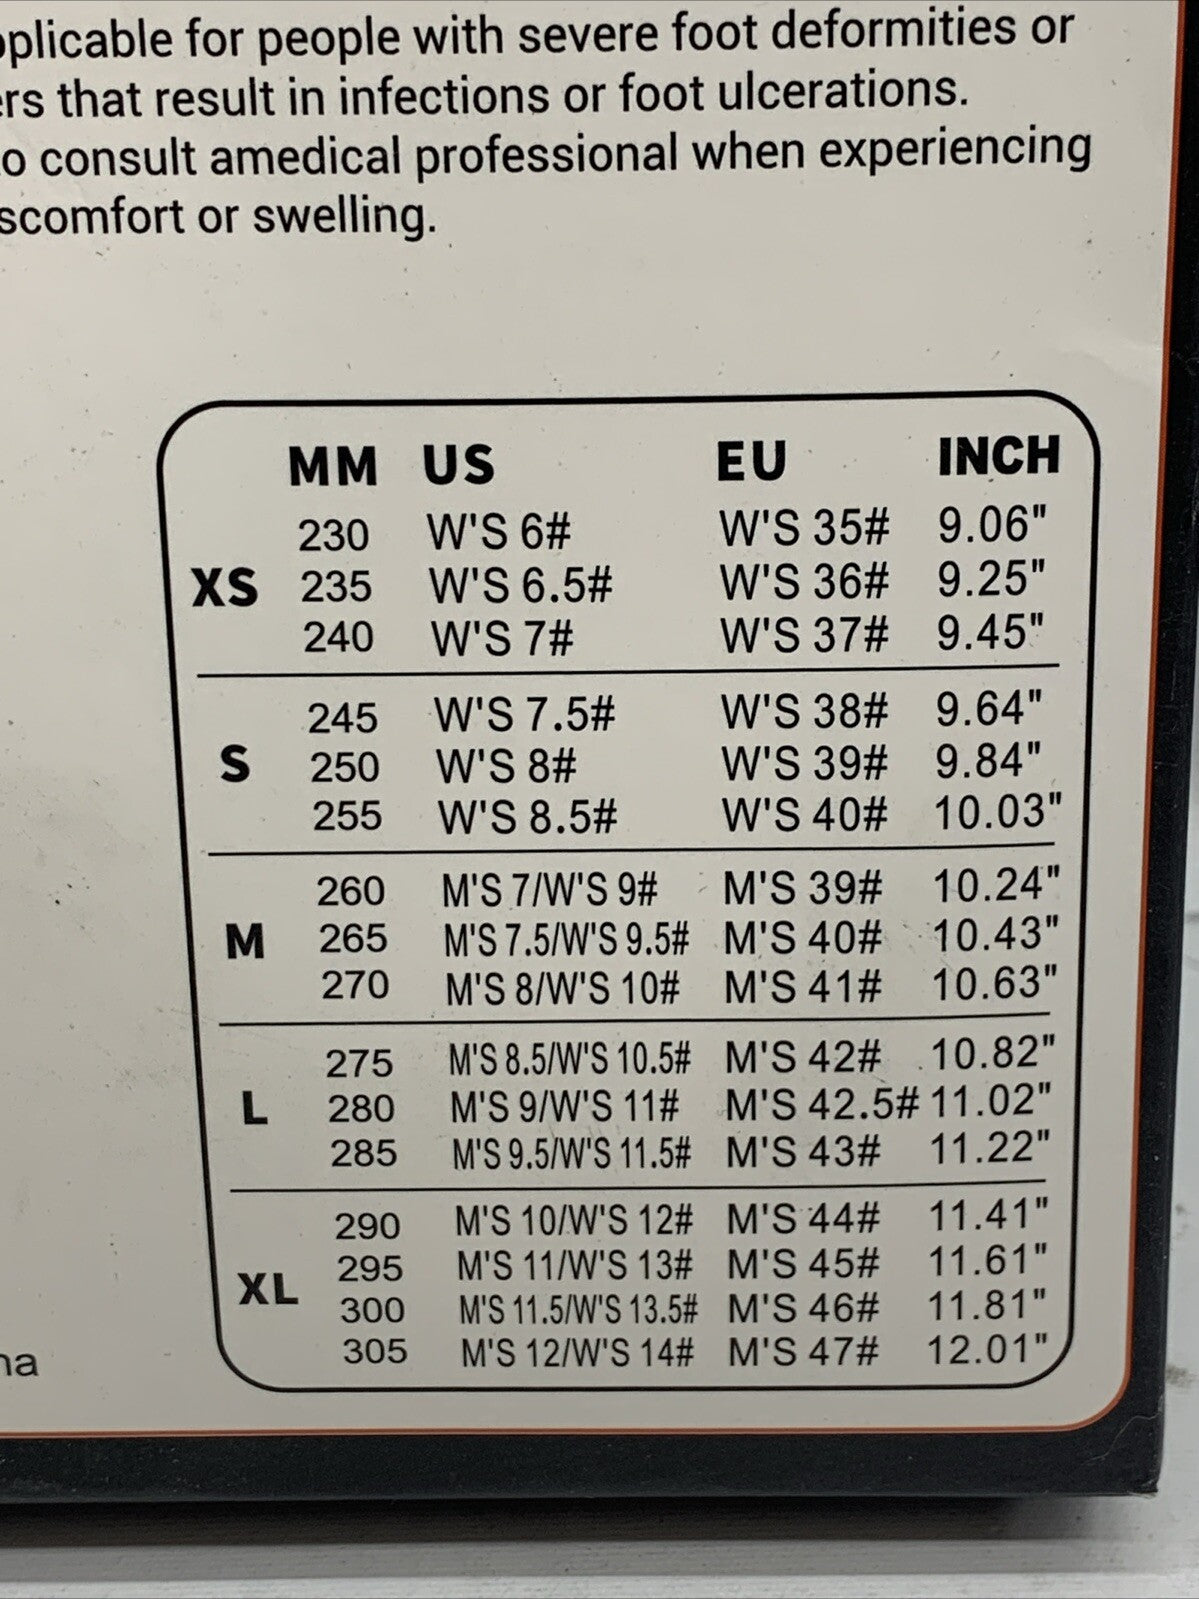 for people with severe foot deformities or
that result in infections or foot ulcerations.
consult amedical professional when experiencing
or swelling.
MM US EU INCH
230 W'S 6# W'S 35# 9.06"
XS 235 W'S 6.5# W'S 36# 9.25"
240 W'S 7# W'S 37# 9.45"
245 W'S 7.5# W'S 38# 9.64"
S 250 W'S 8# W'S 39# 9.84"
255 W'S 8.5# W'S 40# 10.03"
260 M'S 7/W'S 9# M'S 39# 10.24"
M 265 M'S 7.5/W'S 9.5# M'S 40# 10.43"
270 M'S 8/W'S 10# M'S 41# 10.63"
275 M'S 8.5/W'S 10.5# M'S 42# 10.82"
L 280 M'S 9/W'S 11# M'S 42.5# 11.02"
285 M'S 9.5/W'S 11.5# M'S 43# 11.22"
290 M'S 10/W'S 12# M'S 44# 11.41"
295 M'S 11/W'S 13# M'S 45# 11.61"
XL 300 M'S 11.5/W'S 13.5# M'S 46# 11.81"
305 M'S 12/W'S 14# M'S 47# 12.01"